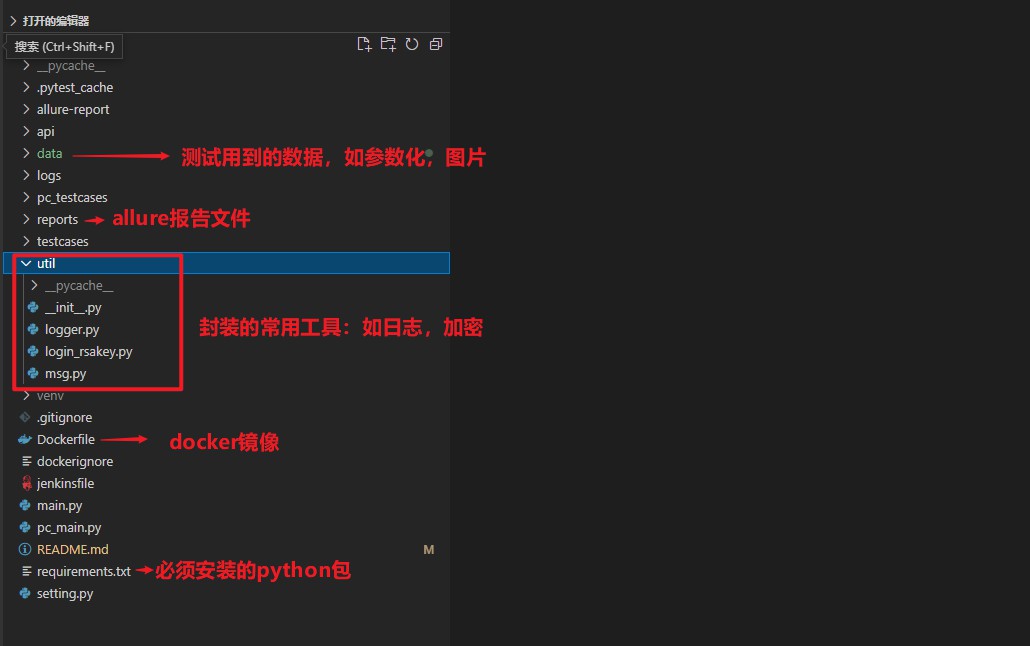 打开的编辑器
搜索 (Ctrl+Shift+F)
__pycache__
.pytest_cache
allure-report
api
data 测试用到的数据，如参数化，图片
logs
pc_testcases
reports allure报告文件
testcases
util
__pycache__
__init__.py
logger.py 封装的常用工具：如日志，加密
login_rsakey.py
msg.py
venv
.gitignore
Dockerfile docker镜像
dockerignore
jenkinsfile
main.py
pc_main.py
README.md M
requirements.txt 必须安装的python包
setting.py